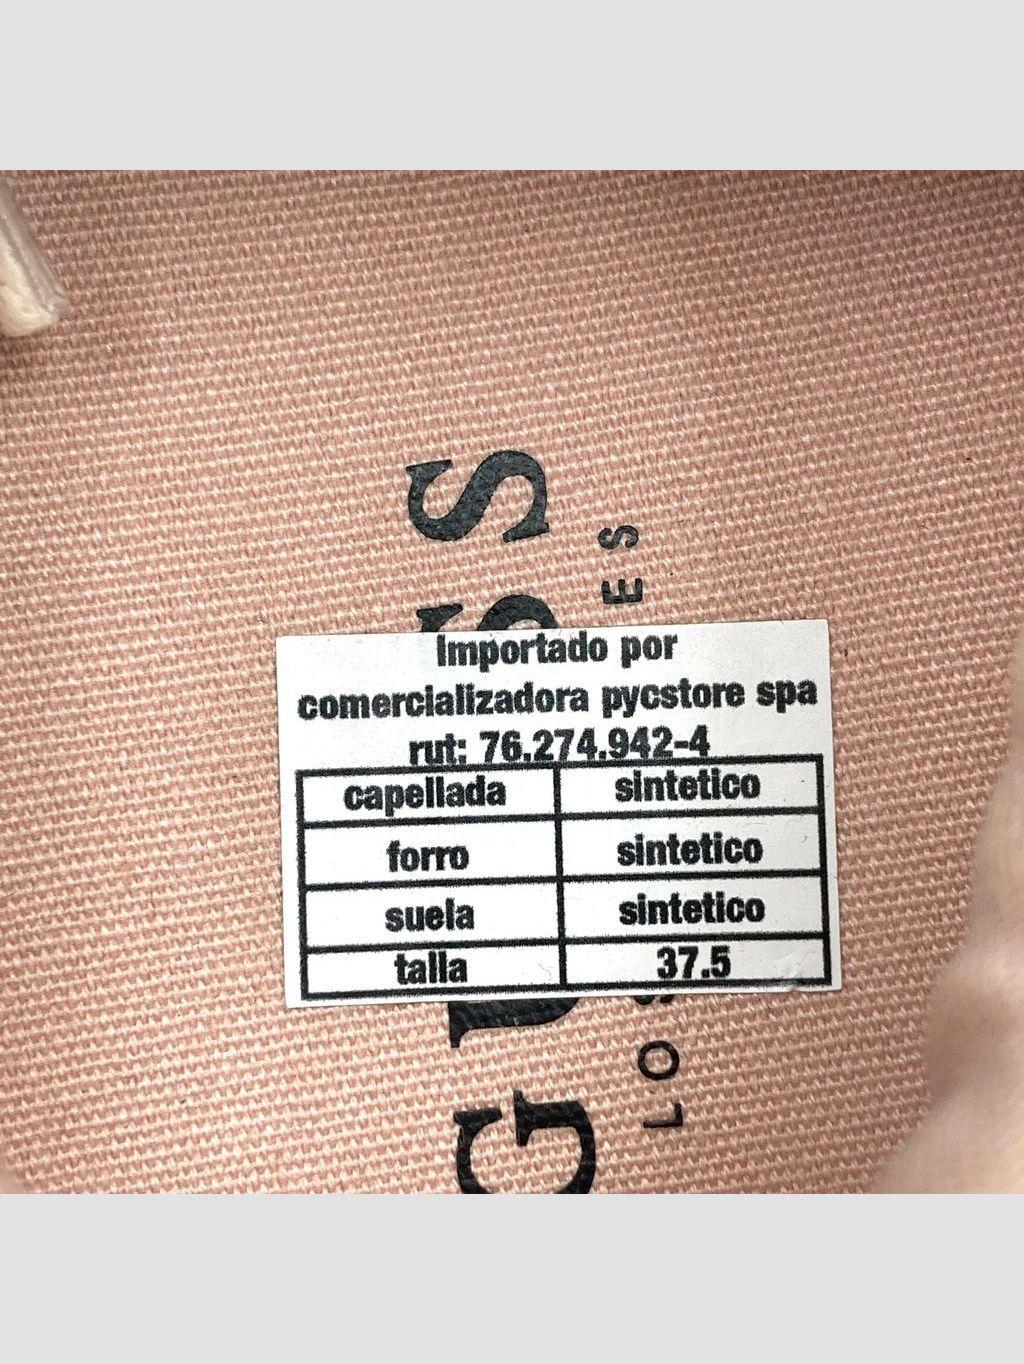 Importado por
comercializadora pycstore spa
rut: 76.274.942-4
capellada sintetico
forro sintetico
suela sintetico
talla 37.5